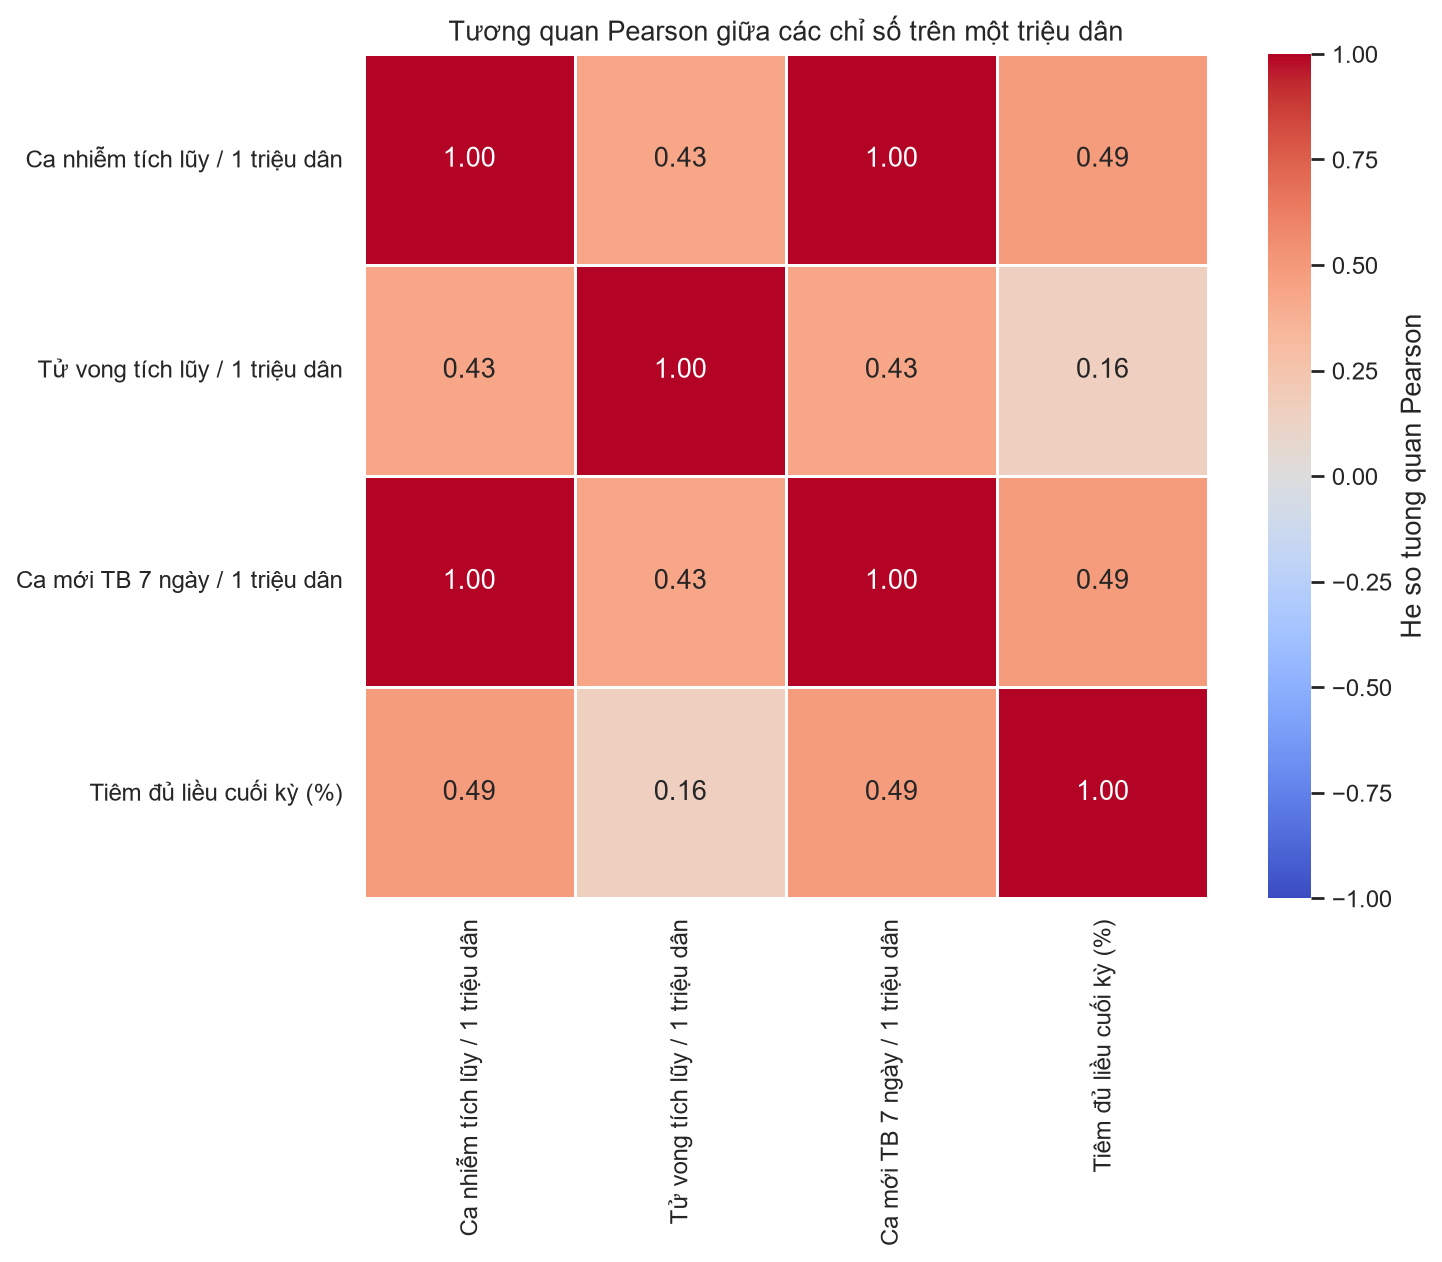 Tương quan Pearson giữa các chỉ số trên một triệu dân
Ca nhiễm tích lũy / 1 triệu dân
1.00
0.43
1.00
0.49
Tử vong tích lũy / 1 triệu dân
0.43
1.00
0.43
0.16
Ca mới TB 7 ngày / 1 triệu dân
1.00
0.43
1.00
0.49
Tiêm đủ liều cuối kỳ (%)
0.49
0.16
0.49
1.00
Ca nhiễm tích lũy / 1 triệu dân
Tử vong tích lũy / 1 triệu dân
Ca mới TB 7 ngày / 1 triệu dân
Tiêm đủ liều cuối kỳ (%)
1.00
0.75
0.50
0.25
0.00
−0.25
−0.50
−0.75
−1.00
He so tuong quan Pearson